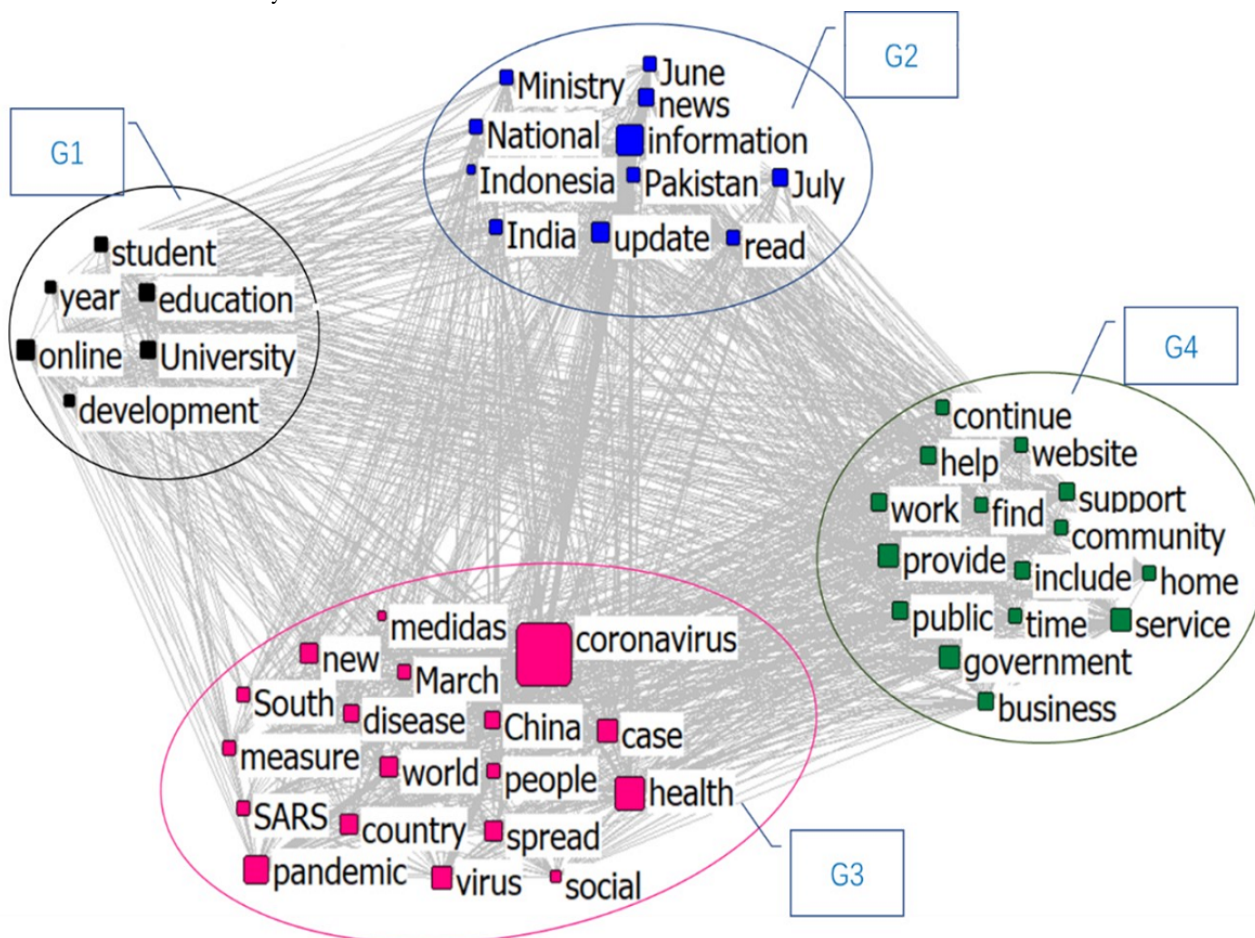 G2
Ministry
June
news
National
information
Indonesia
Pakistan
July
India
update
read
G1
student
year
education
online
University
development
G4
continue
help
website
work
find
support
community
provide
include
home
public
time
service
government
business
medidas
coronavirus
new
March
South
disease
China
case
measure
world
people
health
SARS
country
spread
pandemic
virus
social
G3